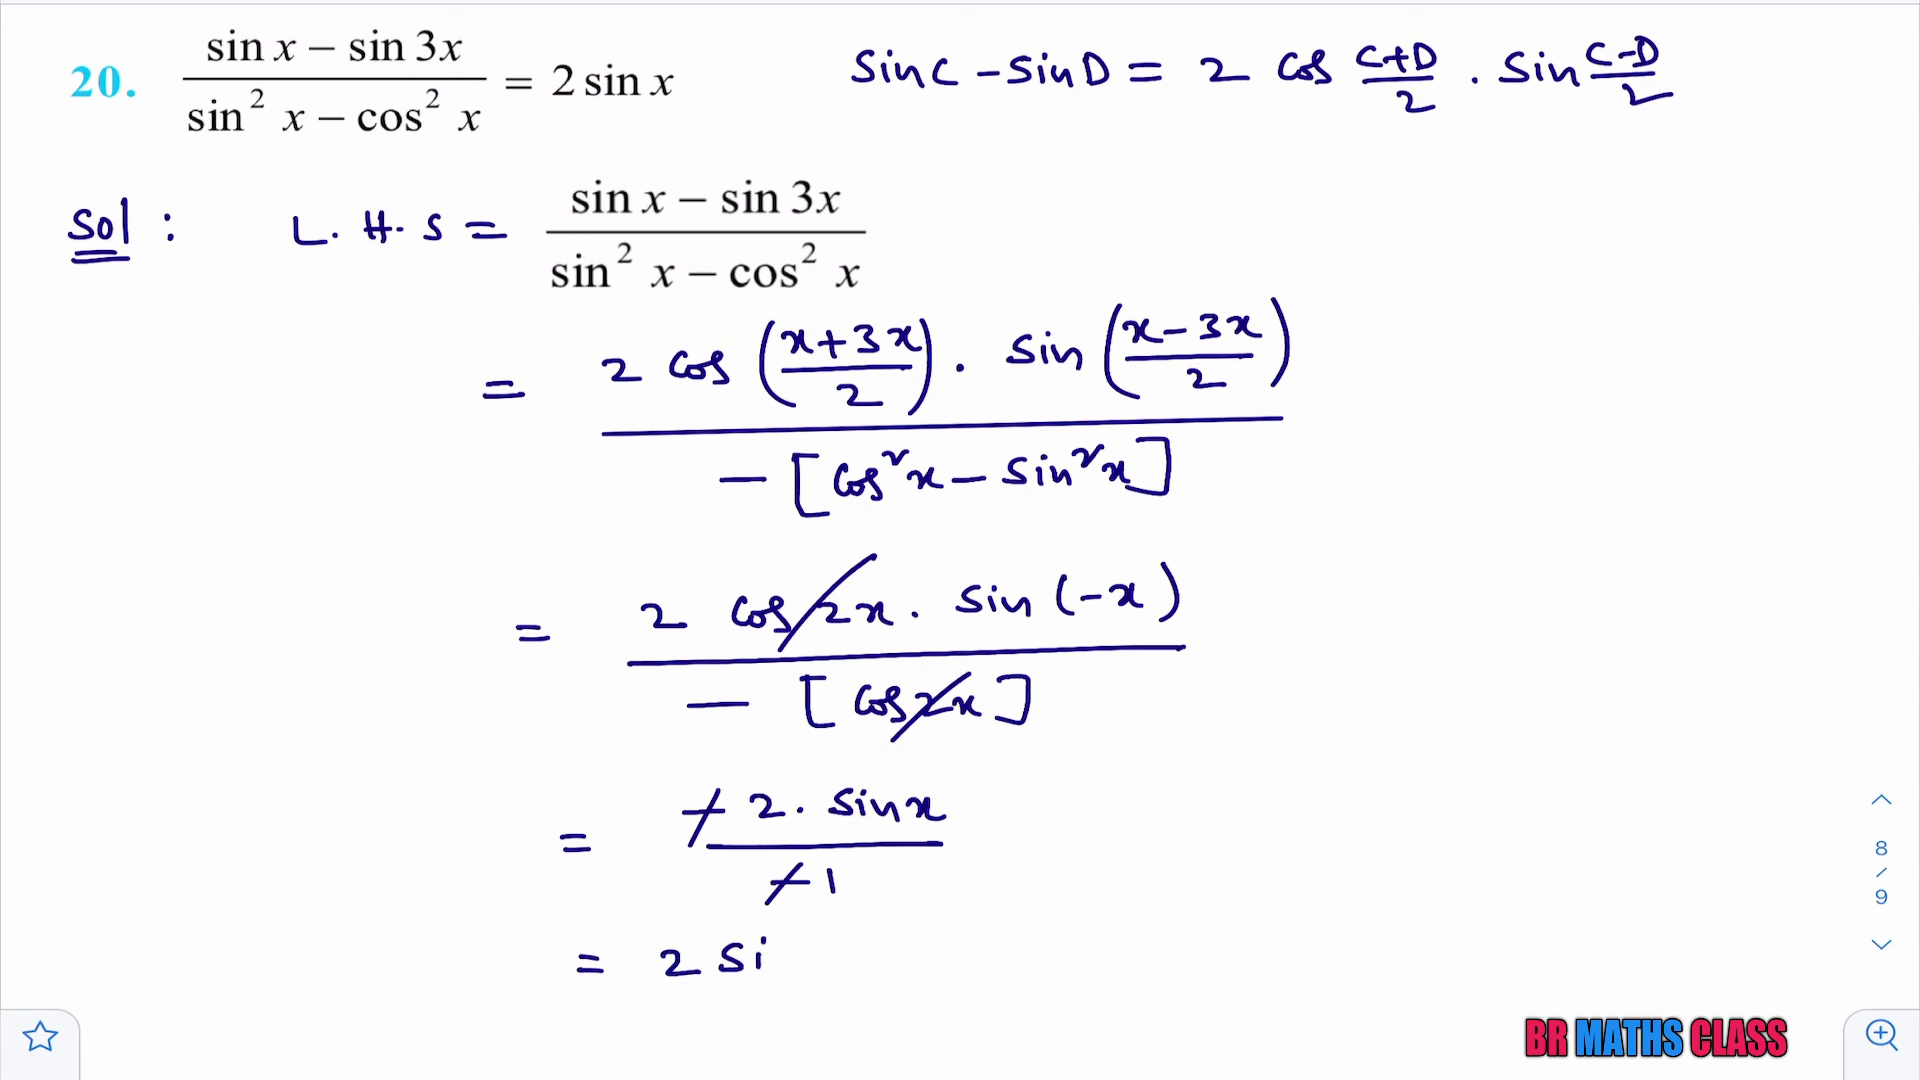 20. (sin x − sin 3x)/(sin² x − cos² x) = 2 sin x
SinC − SinD = 2 Cos (C+D)/2 . Sin (C−D)/2
Sol : L.H.S = (sin x − sin 3x)/(sin² x − cos² x)
= 2 Cos ((x+3x)/2) . Sin ((x−3x)/2) / −[Cos²x − Sin²x]
= 2 Cos 2x . Sin (−x) / −[Cos 2x]
= −2 . Sin x / −1
= 2 Si
8
/
9
BR MATHS CLASS